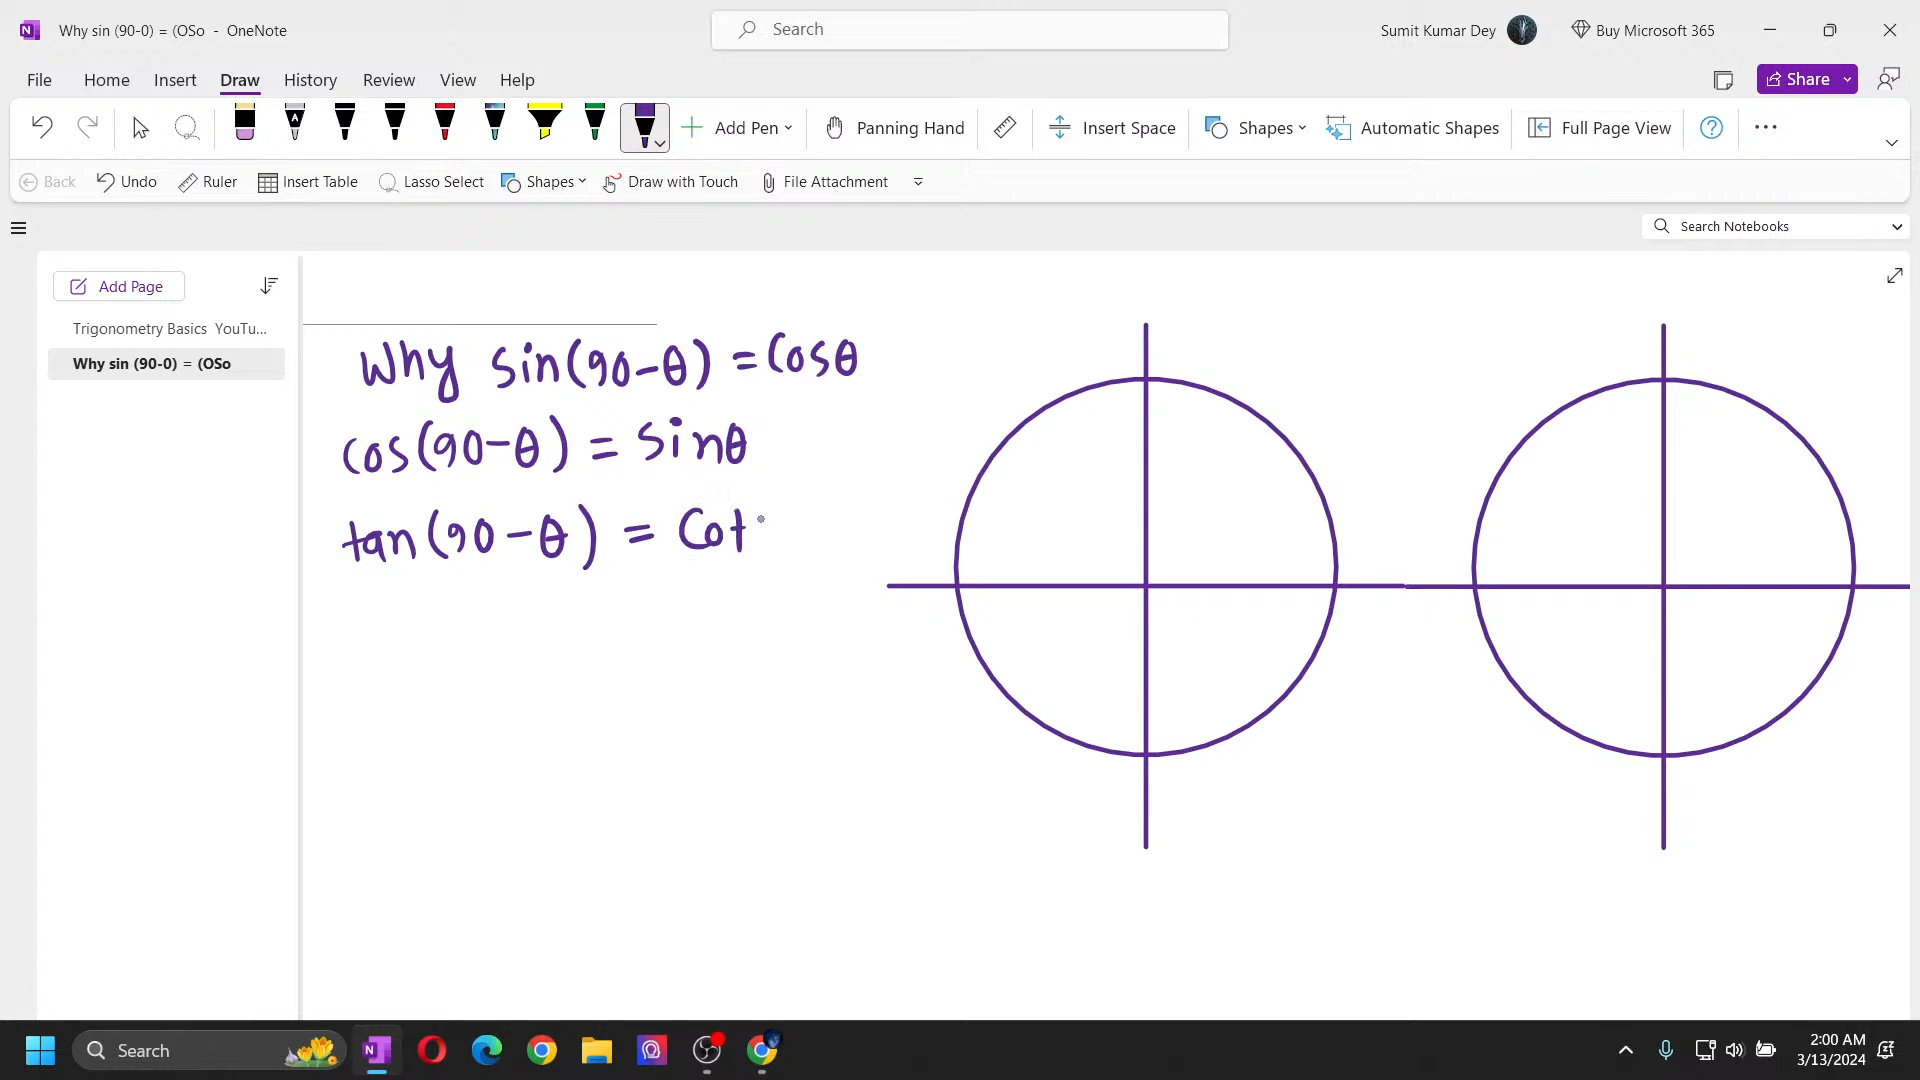 Why sin (90-0) = (OSo - OneNote
Search
Sumit Kumar Dey
Buy Microsoft 365
File Home Insert Draw History Review View Help
Share
Add Pen
Panning Hand
Insert Space
Shapes
Automatic Shapes
Full Page View
Back
Undo
Ruler
Insert Table
Lasso Select
Shapes
Draw with Touch
File Attachment
Search Notebooks
Add Page
Trigonometry Basics YouTu...
Why sin (90-0) = (OSo
Why sin(90-θ) = Cosθ
cos(90-θ) = sinθ
tan(90-θ) = Cot
Search
2:00 AM
3/13/2024